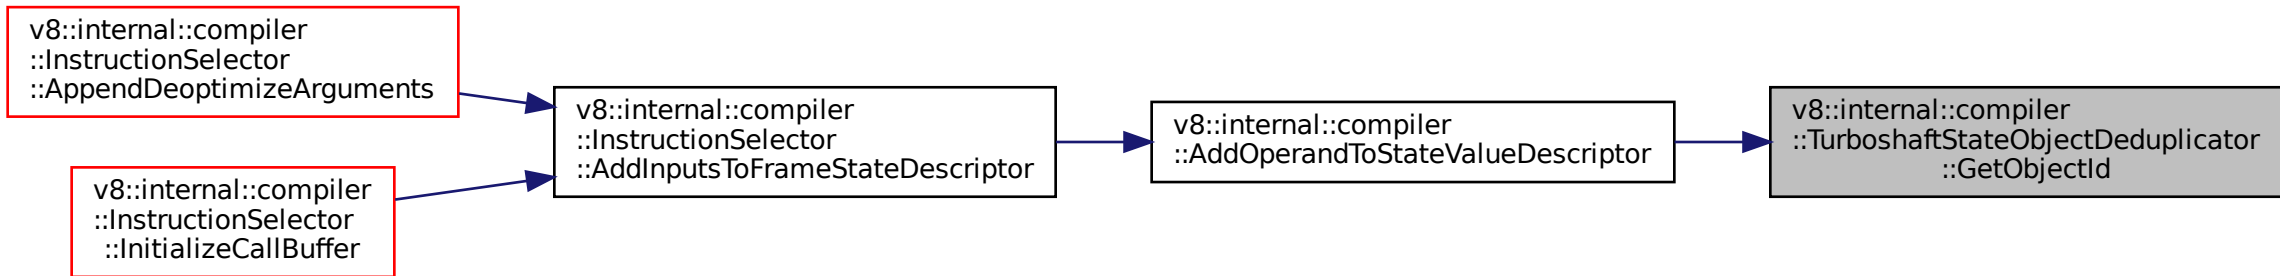 v8::internal::compiler
::InstructionSelector
::AppendDeoptimizeArguments
v8::internal::compiler
::InstructionSelector
::InitializeCallBuffer
v8::internal::compiler
::InstructionSelector
::AddInputsToFrameStateDescriptor
v8::internal::compiler
::AddOperandToStateValueDescriptor
v8::internal::compiler
::TurboshaftStateObjectDeduplicator
::GetObjectId